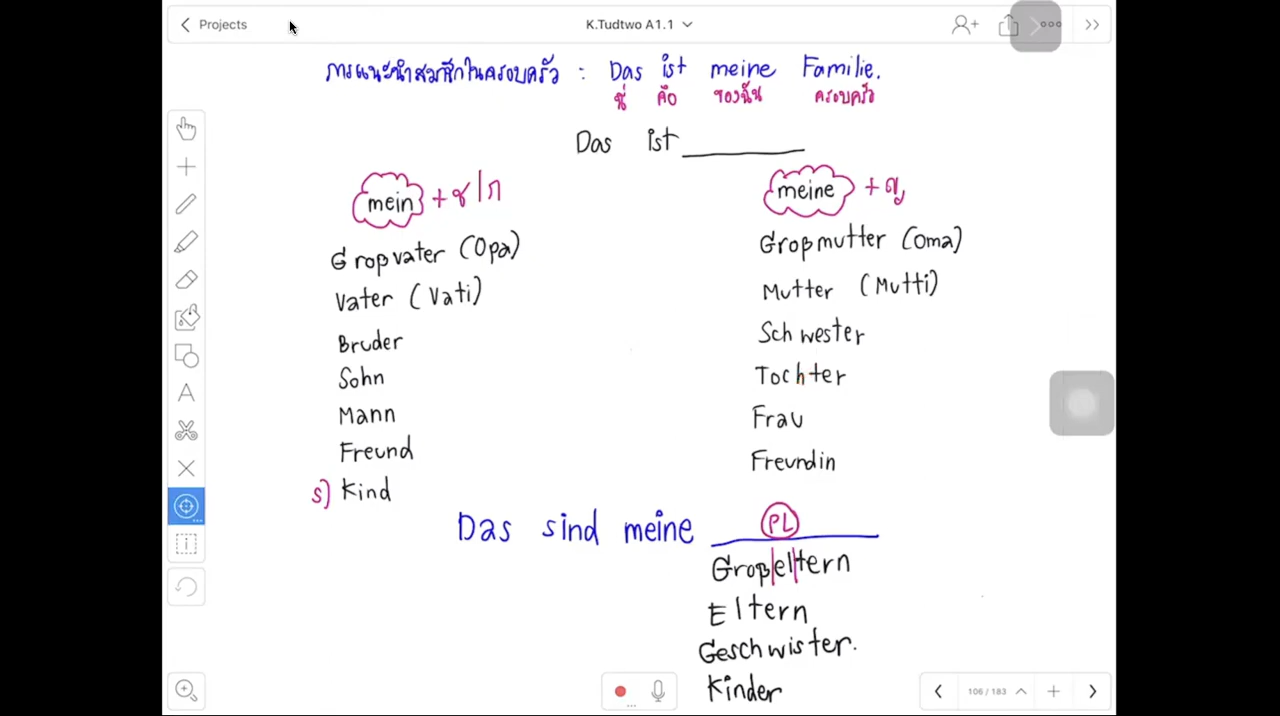 Projects
K.Tudtwo A1.1
การแนะนำสมาชิกในครอบครัว : Das ist meine Familie.
นี่ คือ ของฉัน ครอบครัว
Das ist ________
mein + ช/ก
Großvater (Opa)
Vater (Vati)
Bruder
Sohn
Mann
Freund
s) Kind
meine + ญ
Großmutter (Oma)
Mutter (Mutti)
Schwester
Tochter
Frau
Freundin
Das sind meine PL
Groß|el|tern
Eltern
Geschwister.
Kinder
106 / 183